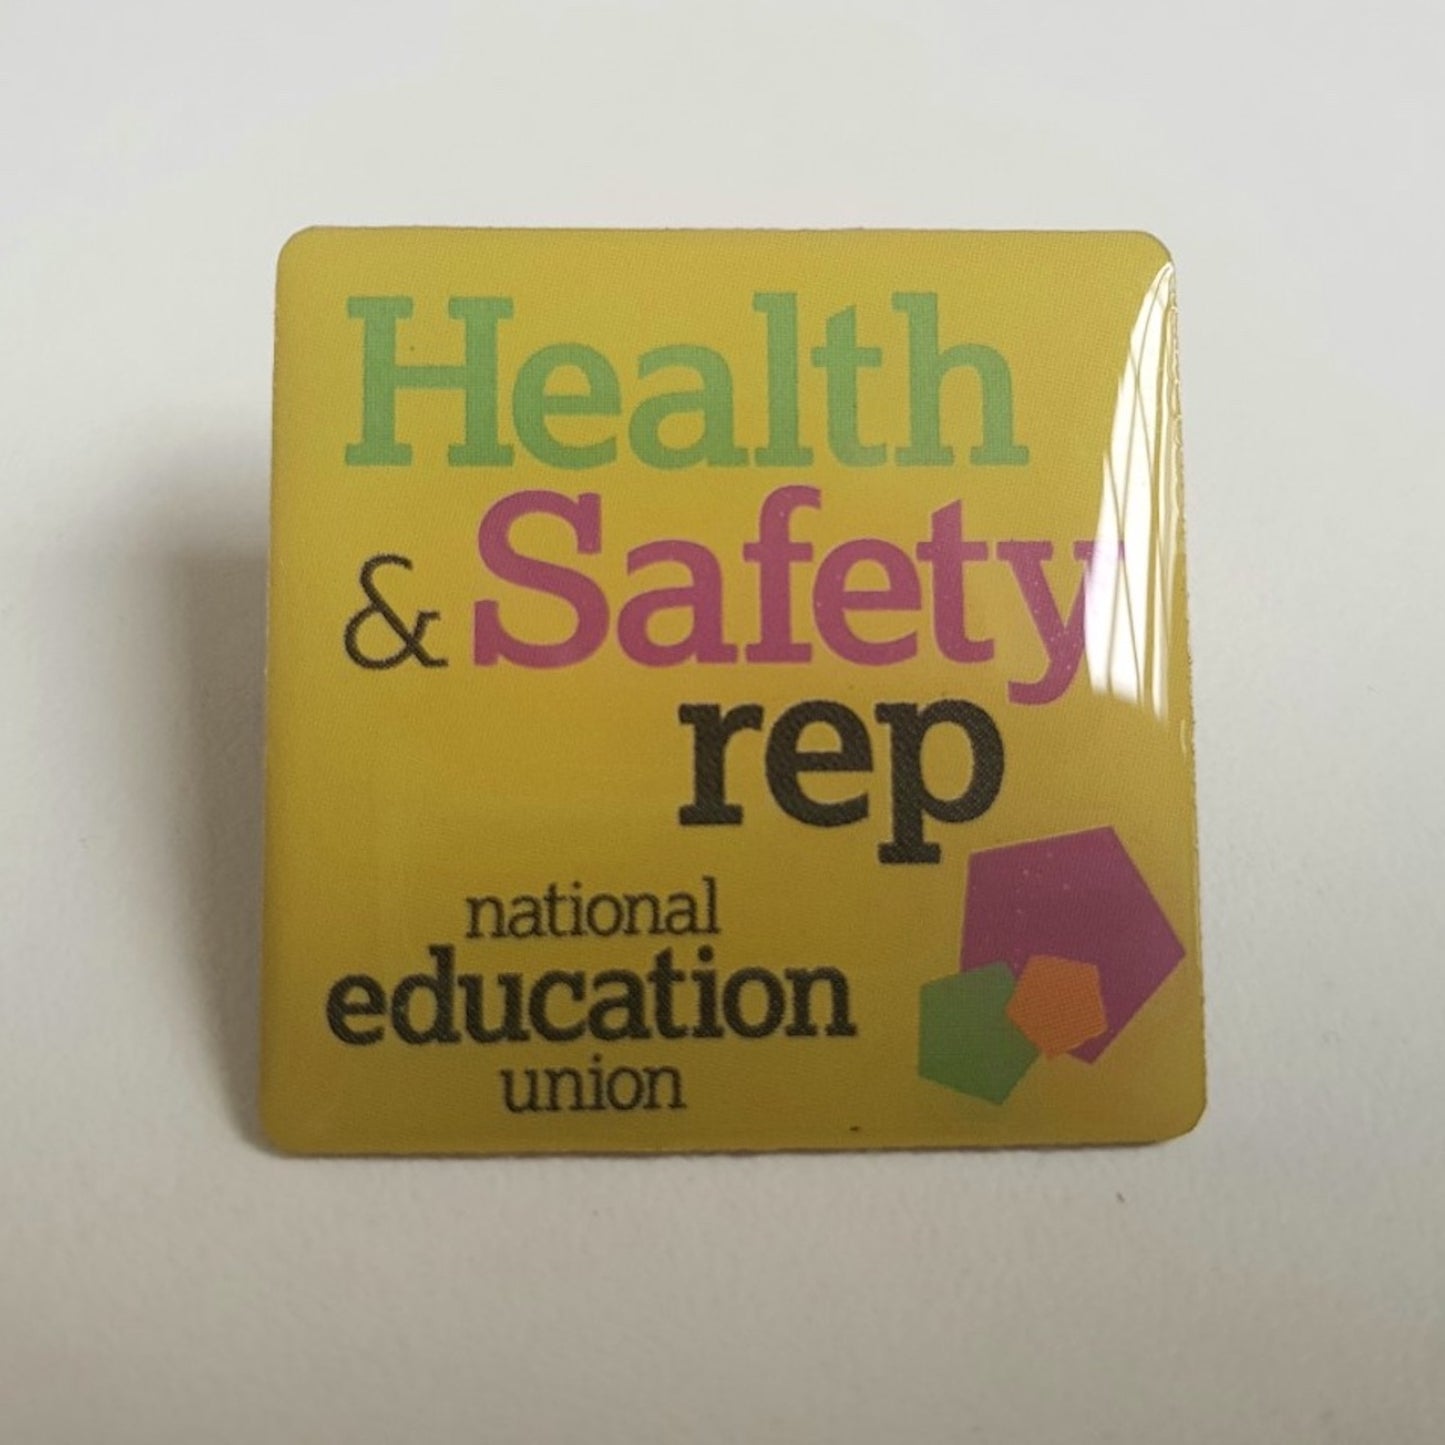 Health
& Safety
rep
national
education
union